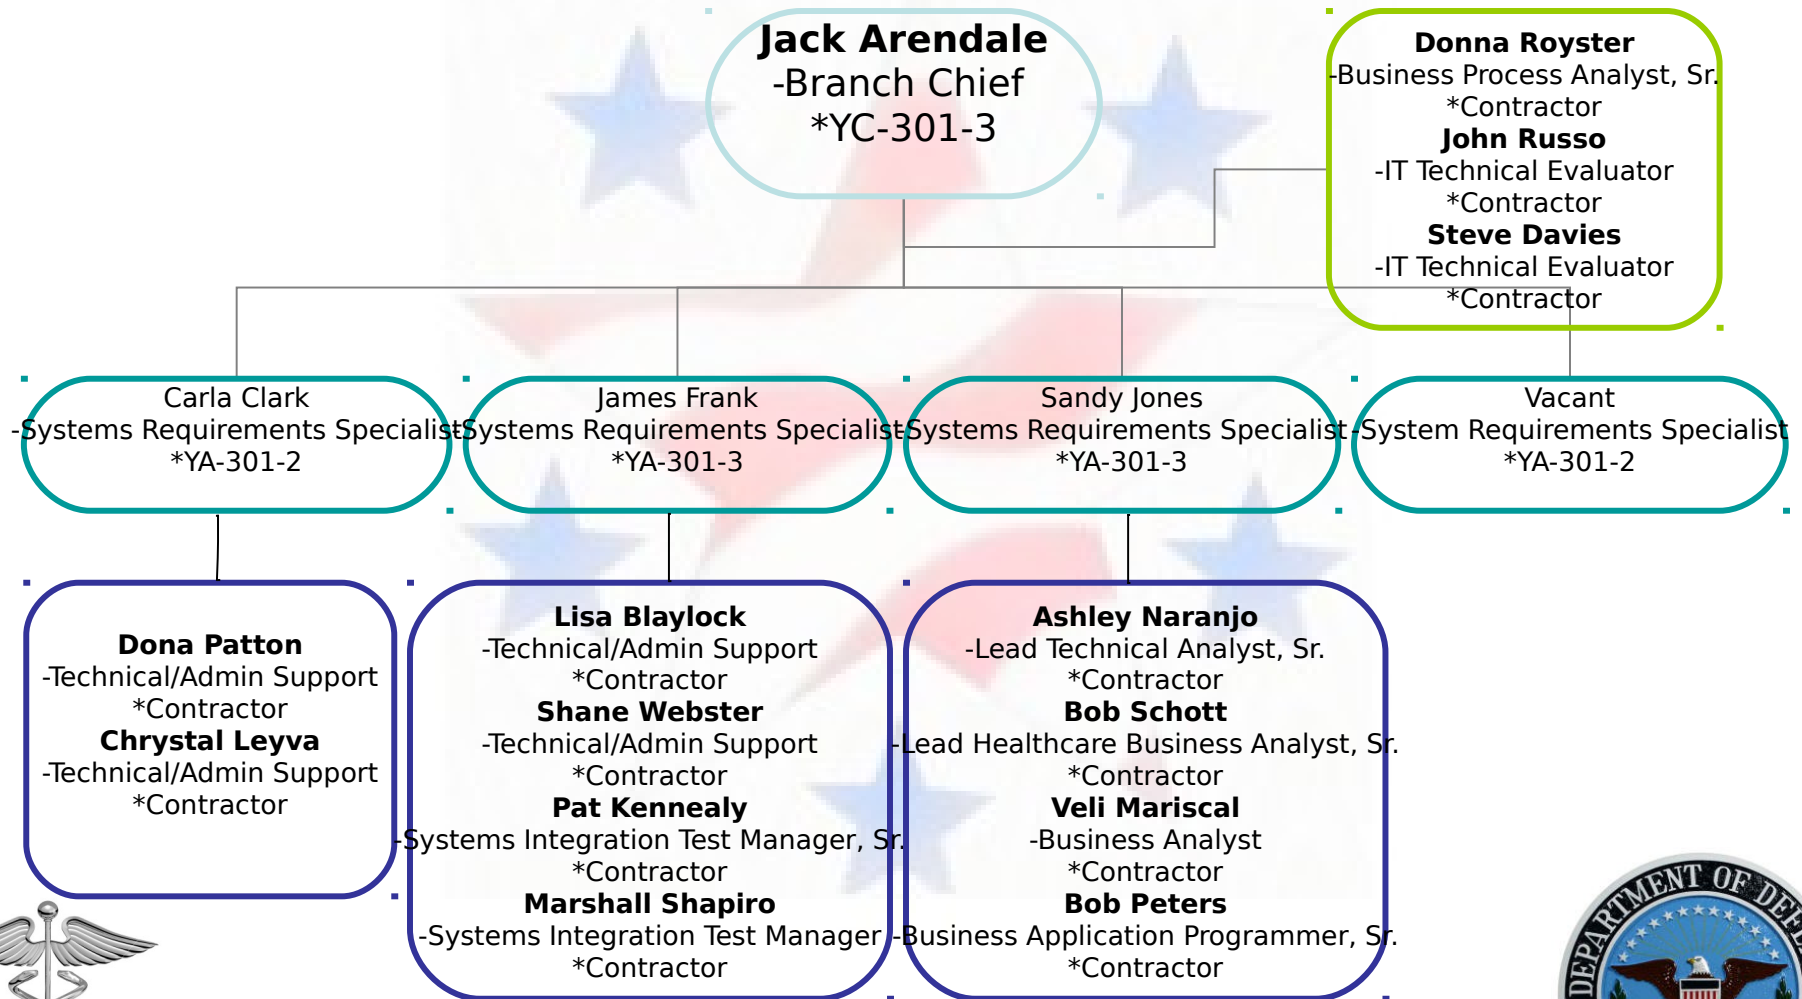 Jack Arendale
-Branch Chief
*YC-301-3
Donna Royster
-Business Process Analyst, Sr.
*Contractor
John Russo
-IT Technical Evaluator
*Contractor
Steve Davies
-IT Technical Evaluator
*Contractor
Carla Clark
-Systems Requirements Specialist
*YA-301-2
James Frank
-Systems Requirements Specialist
*YA-301-3
Sandy Jones
-Systems Requirements Specialist
*YA-301-3
Vacant
-System Requirements Specialist
*YA-301-2
Dona Patton
-Technical/Admin Support
*Contractor
Chrystal Leyva
-Technical/Admin Support
*Contractor
Lisa Blaylock
-Technical/Admin Support
*Contractor
Shane Webster
-Technical/Admin Support
*Contractor
Pat Kennealy
-Systems Integration Test Manager, Sr.
*Contractor
Marshall Shapiro
-Systems Integration Test Manager
*Contractor
Ashley Naranjo
-Lead Technical Analyst, Sr.
*Contractor
Bob Schott
-Lead Healthcare Business Analyst, Sr.
*Contractor
Veli Mariscal
-Business Analyst
*Contractor
Bob Peters
-Business Application Programmer, Sr.
*Contractor
DEPARTMENT OF